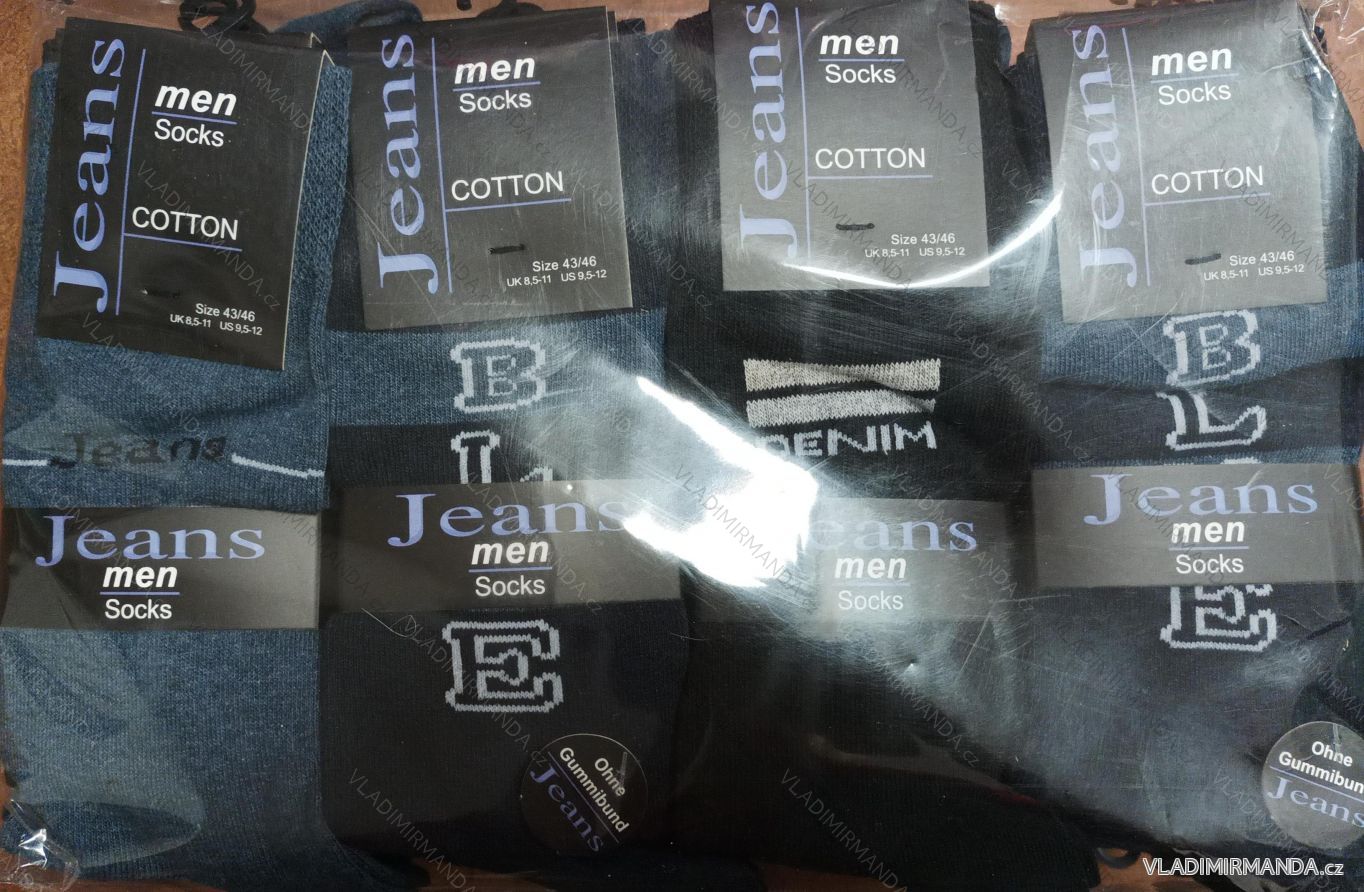 Jeans
men
Socks
COTTON
Size 43/46
UK 8,5-11 US 9,5-12
Jeans
men
Socks
COTTON
Size 43/46
UK 8,5-11 US 9,5-12
Jeans
men
Socks
COTTON
Size 43/46
UK 8,5-11 US 9,5-12
Jeans
men
Socks
COTTON
Size 43/46
UK 8,5-11 US 9,5-12
Jeans
B
L
E
DENIM
B
L
E
Jeans
men
Socks
Jeans
men
Socks
eans
men
Socks
Jeans
men
Socks
Ohne
Gummibund
Jeans
Ohne
Gummibun
Jeans
VLADIMIRMANDA.cz